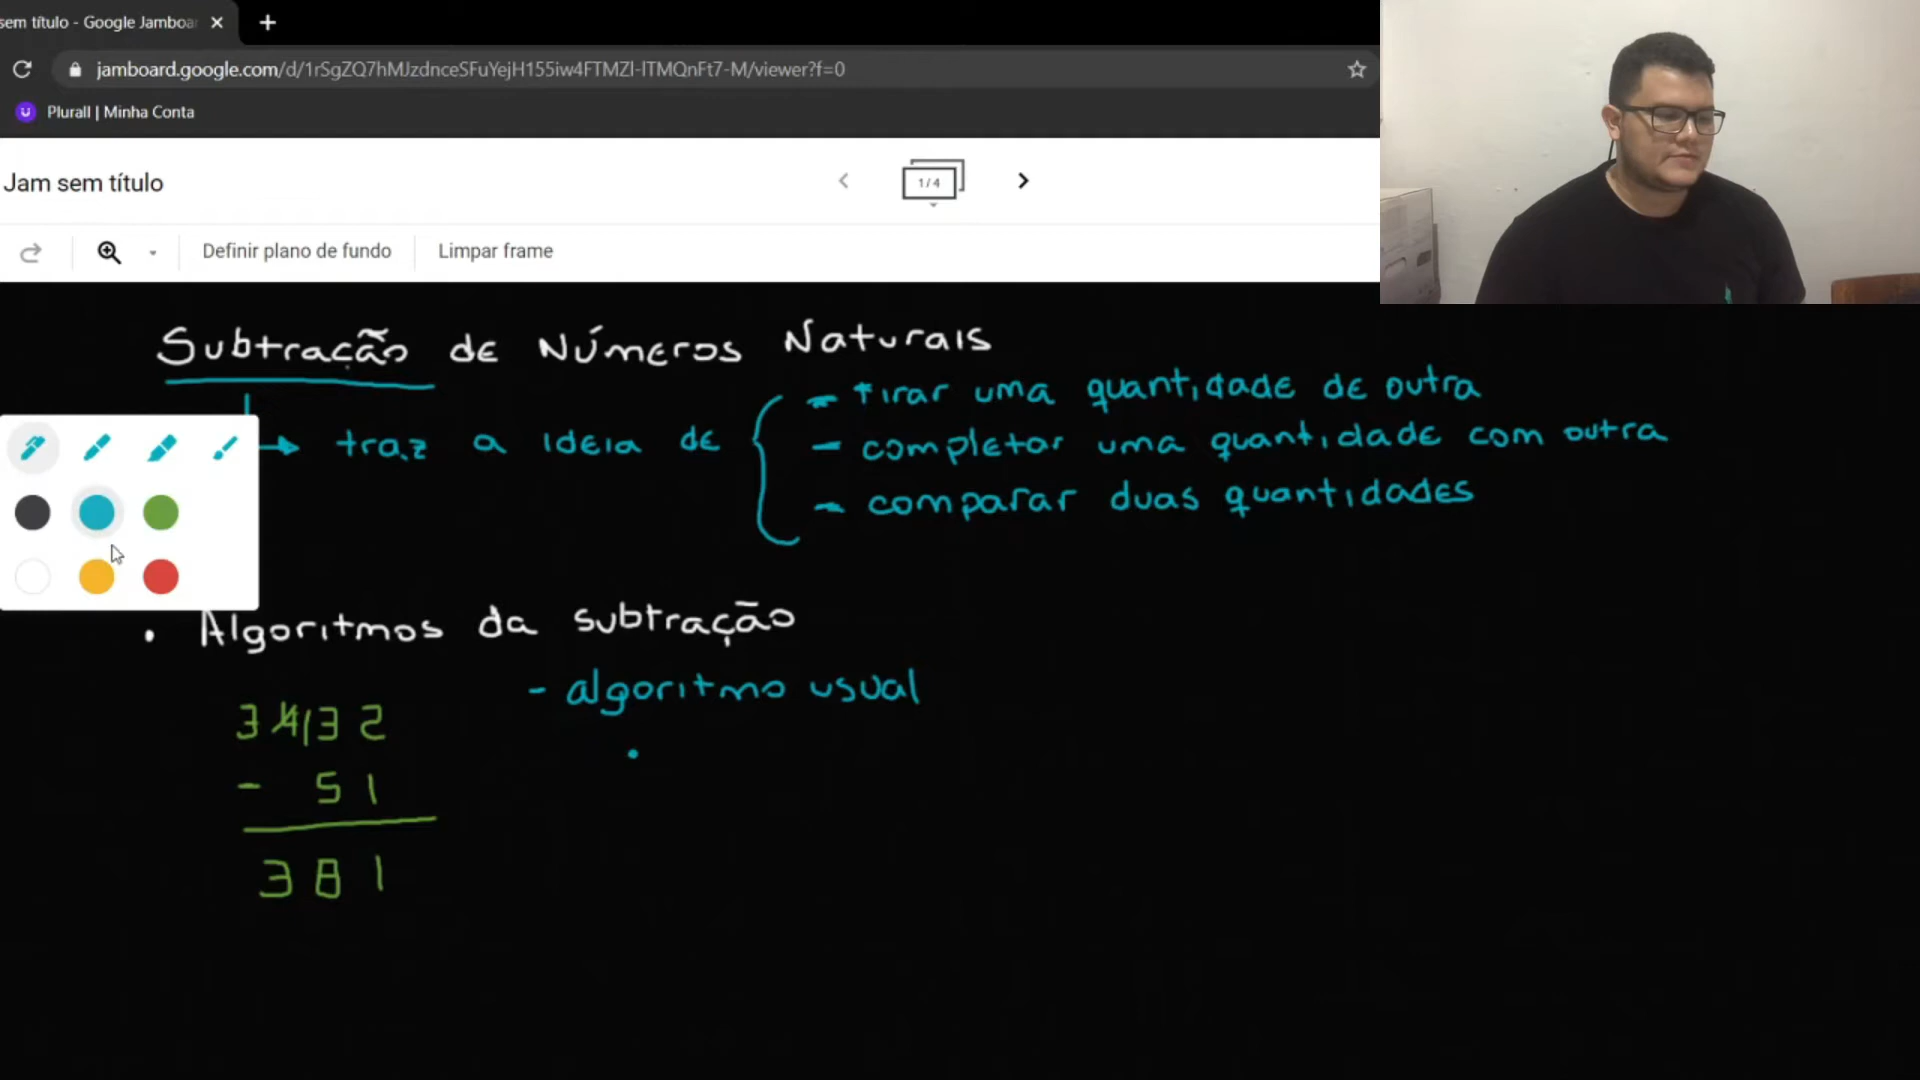 sem título - Google Jamboa
jamboard.google.com/d/1rSgZQ7hMJzdnceSFuYejH155iw4FTMZl-lTMQnFt7-M/viewer?f=0
Plurall | Minha Conta
Jam sem título
1/4
Definir plano de fundo
Limpar frame
Subtração de Números Naturais
traz a ideia de
- tirar uma quantidade de outra
- completar uma quantidade com outra
- comparar duas quantidades
• Algoritmos da subtração
- algoritmo usual
3 4 13 2
- 5 1
3 8 1